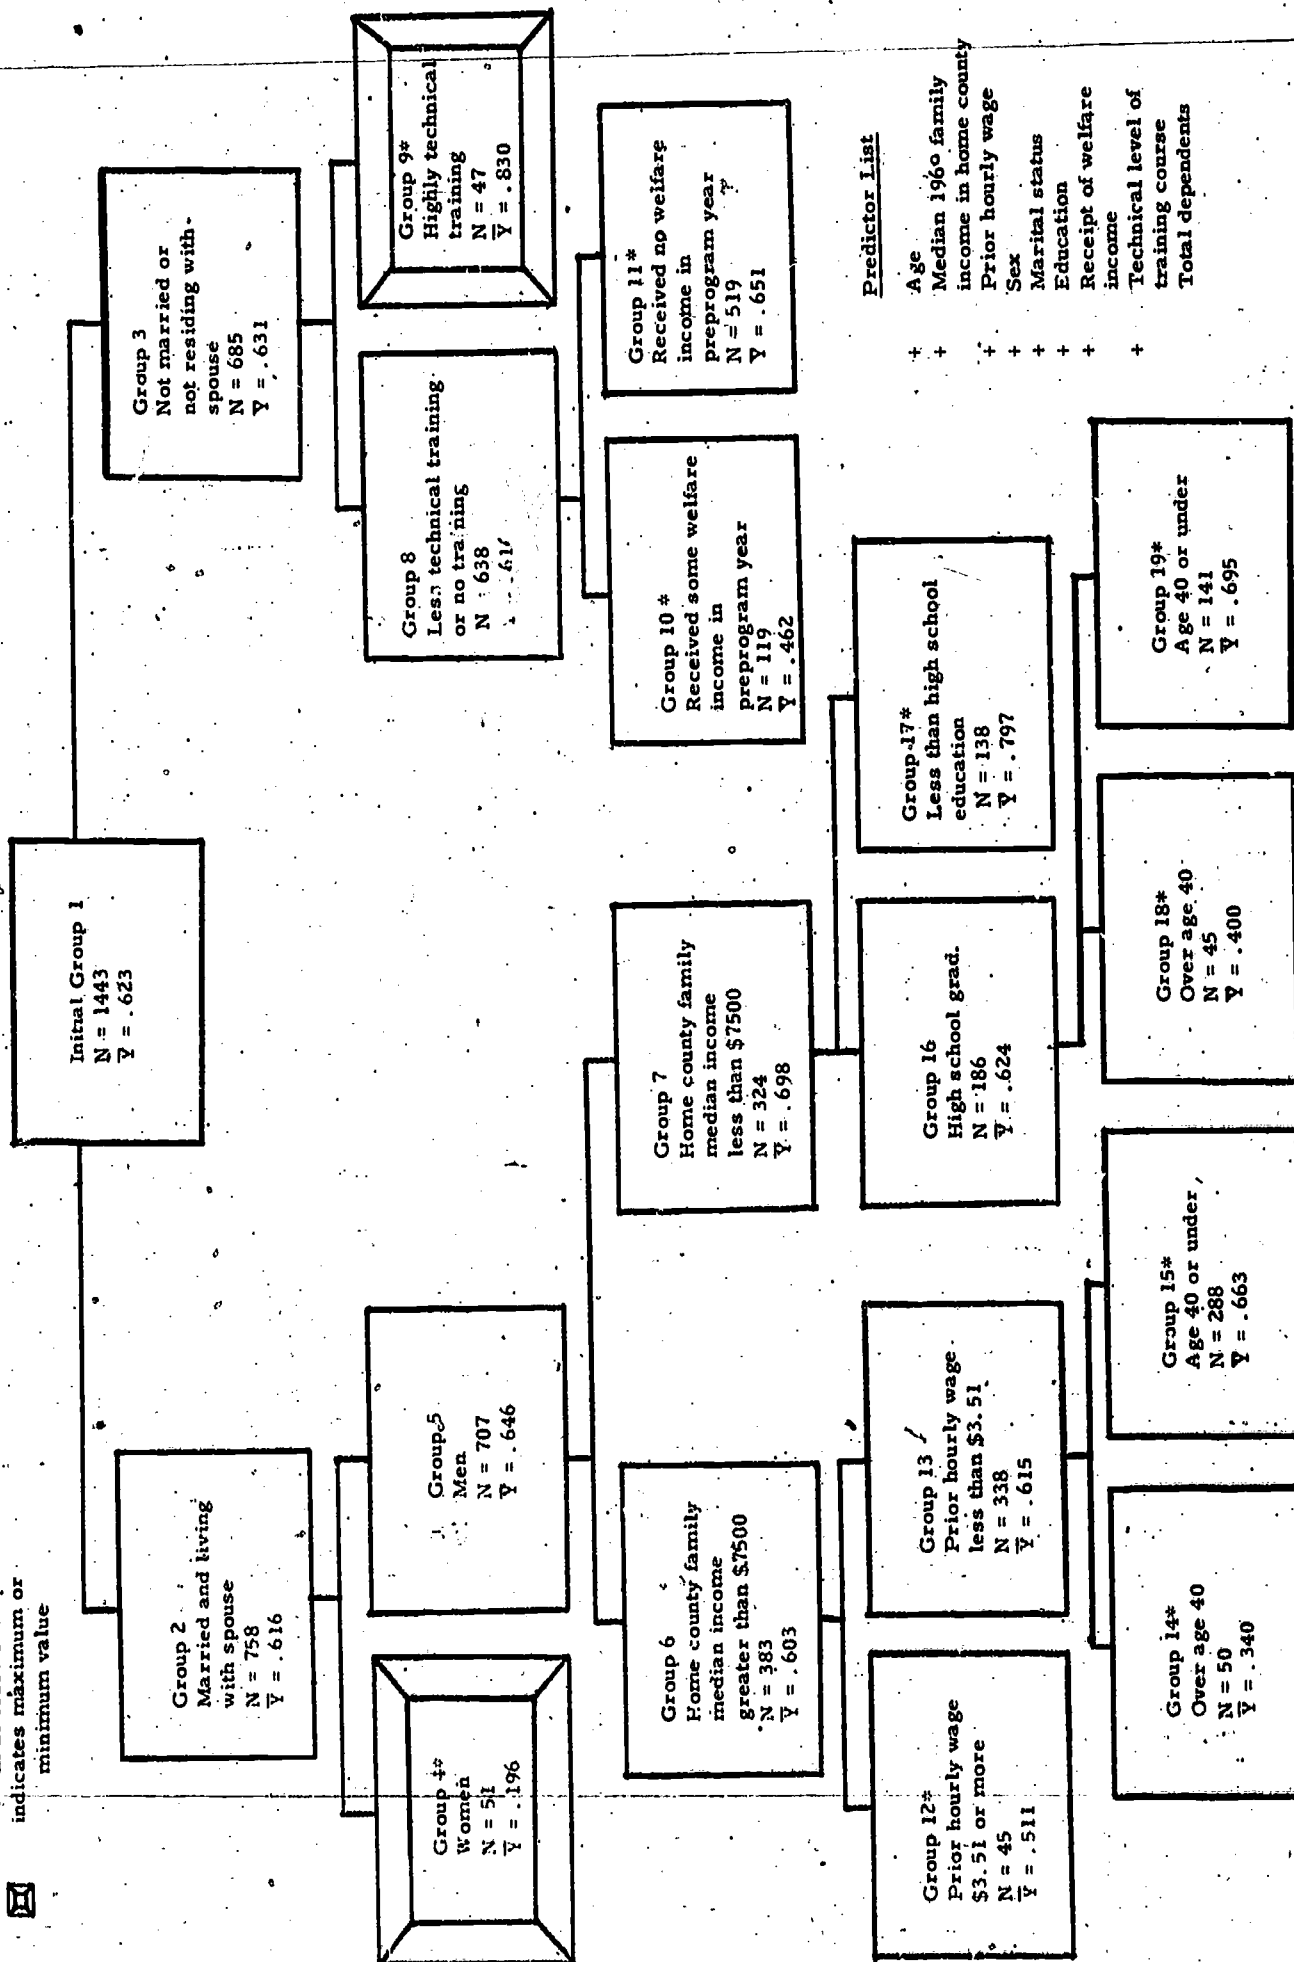 indicates maximum or
minimum value
Initial Group 1
N = 1443
Y̅ = .623
Group 2
Married and living
with spouse
N = 758
Y̅ = .616
Group 3
Not married or
not residing with-
spouse
N = 685
Y̅ = .631
Group 4*
Women
N = 51
Y̅ = .196
Group 5
Men
N = 707
Y̅ = .646
Group 8
Less technical training
or no training
N 638
Group 9*
Highly technical
training
N = 47
Y̅ = .830
Group 6
Home county family
median income
greater than $7500
N = 383
Y̅ = .603
Group 7
Home county family
median income
less than $7500
N = 324
Y̅ = .698
Group 10 *
Received some welfare
income in
preprogram year
N = 119
Y̅ = .462
Group 11*
Received no welfare
income in
preprogram year
N = 519
Y̅ = .651
Group 12*
Prior hourly wage
$3.51 or more
N = 45
Y̅ = .511
Group 13
Prior hourly wage
less than $3.51
N = 338
Y̅ = .615
Group 16
High school grad.
N = 186
Y̅ = .624
Group 17*
Less than high school
education
N = 138
Y̅ = .797
Group 14*
Over age 40
N = 50
Y̅ = .340
Group 15*
Age 40 or under
N = 288
Y̅ = .663
Group 18*
Over age 40
N = 45
Y̅ = .400
Group 19*
Age 40 or under
N = 141
Y̅ = .695
Predictor List
+ Age
+ Median 1960 family
income in home county
+ Prior hourly wage
+ Sex
+ Marital status
+ Education
+ Receipt of welfare
income
+ Technical level of
training course
Total dependents